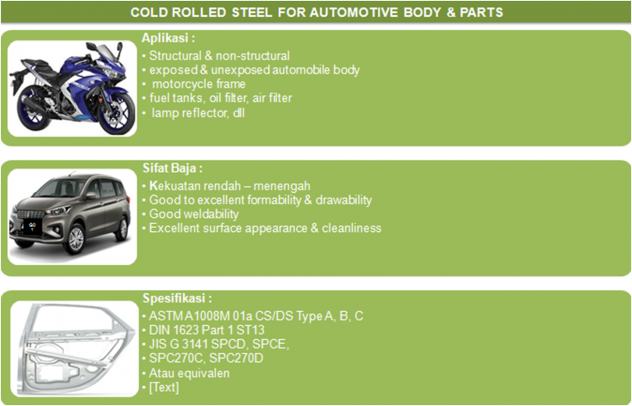 COLD ROLLED STEEL FOR AUTOMOTIVE BODY & PARTS
Aplikasi :
• Structural & non-structural
• exposed & unexposed automobile body
• motorcycle frame
• fuel tanks, oil filter, air filter
• lamp reflector, dll
Sifat Baja :
• Kekuatan rendah – menengah
• Good to excellent formability & drawability
• Good weldability
• Excellent surface appearance & cleanliness
Spesifikasi :
• ASTM A1008M 01a CS/DS Type A, B, C
• DIN 1623 Part 1 ST13
• JIS G 3141 SPCD, SPCE,
• SPC270C, SPC270D
• Atau equivalen
• [Text]